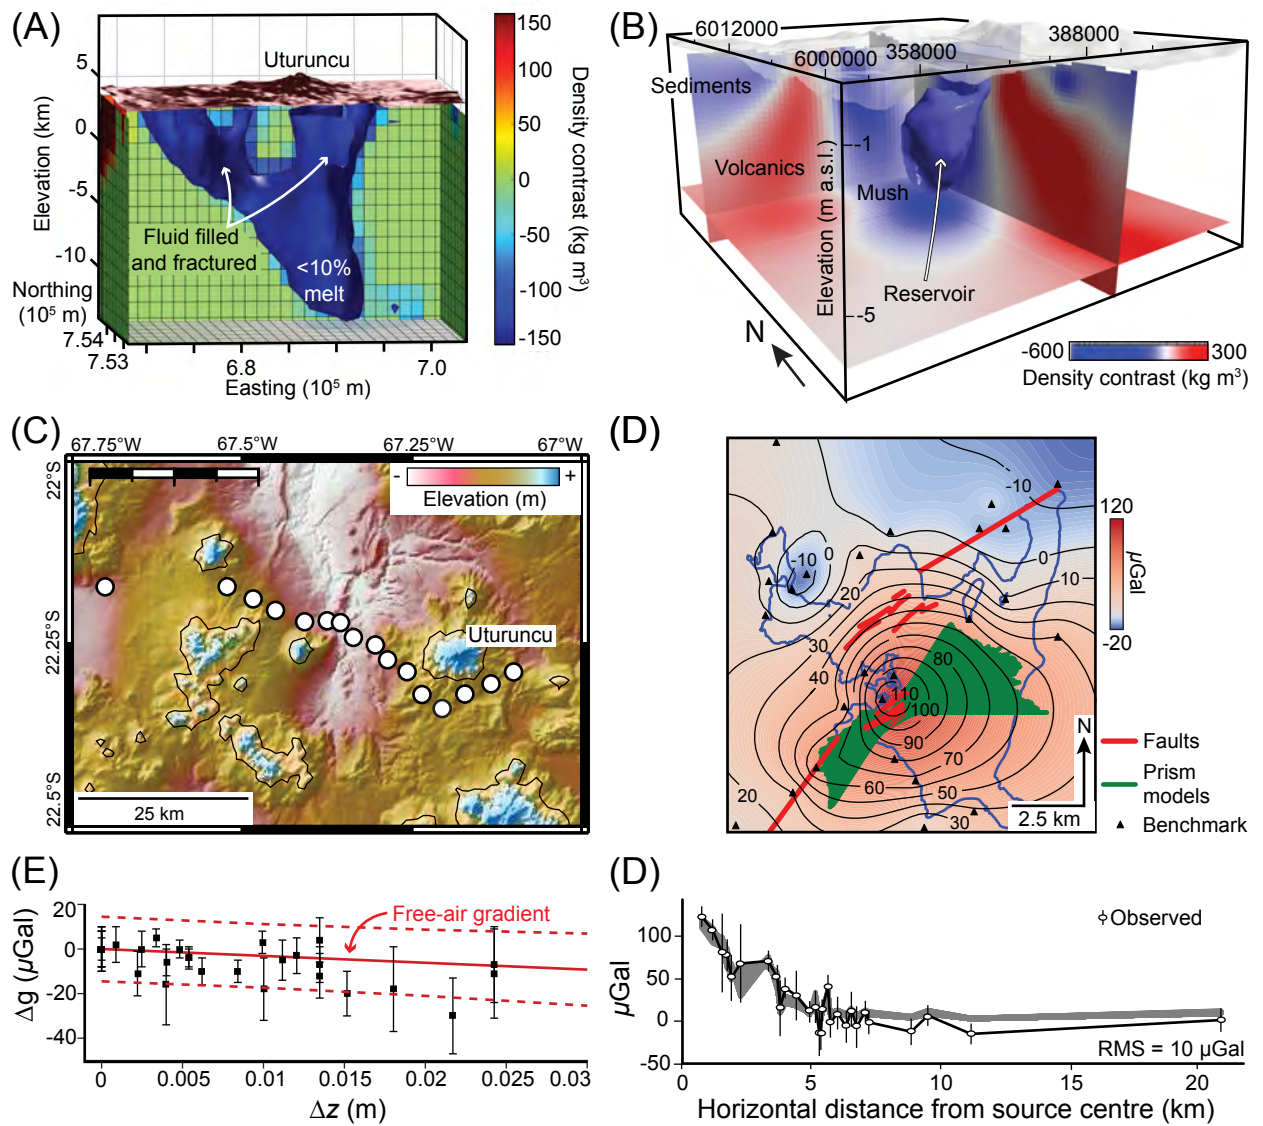 (A)
Uturuncu
5
0
-5
-10
Elevation (km)
Northing
(10⁵ m)
7.54
7.53
6.8
7.0
Easting (10⁵ m)
Fluid filled
and fractured
<10%
melt
150
100
50
0
-50
-100
-150
Density contrast (kg m³)
(B)
6012000
6000000
358000
388000
Sediments
Volcanics
Mush
Reservoir
-1
-5
Elevation (m a.s.l.)
N
-600
300
Density contrast (kg m³)
(C)
67.75°W
67.5°W
67.25°W
67°W
22°S
22.25°S
22.5°S
- +
Elevation (m)
Uturuncu
25 km
(D)
-10
0
10
-10
0
20
30
40
80
110
100
90
70
60
50
30
20
N
2.5 km
120
-20
µGal
Faults
Prism
models
Benchmark
(E)
20
0
-20
-40
Δg (µGal)
Free-air gradient
0
0.005
0.01
0.015
0.02
0.025
0.03
Δz (m)
(D)
100
50
0
-50
µGal
Observed
RMS = 10 µGal
0
5
10
15
20
Horizontal distance from source centre (km)